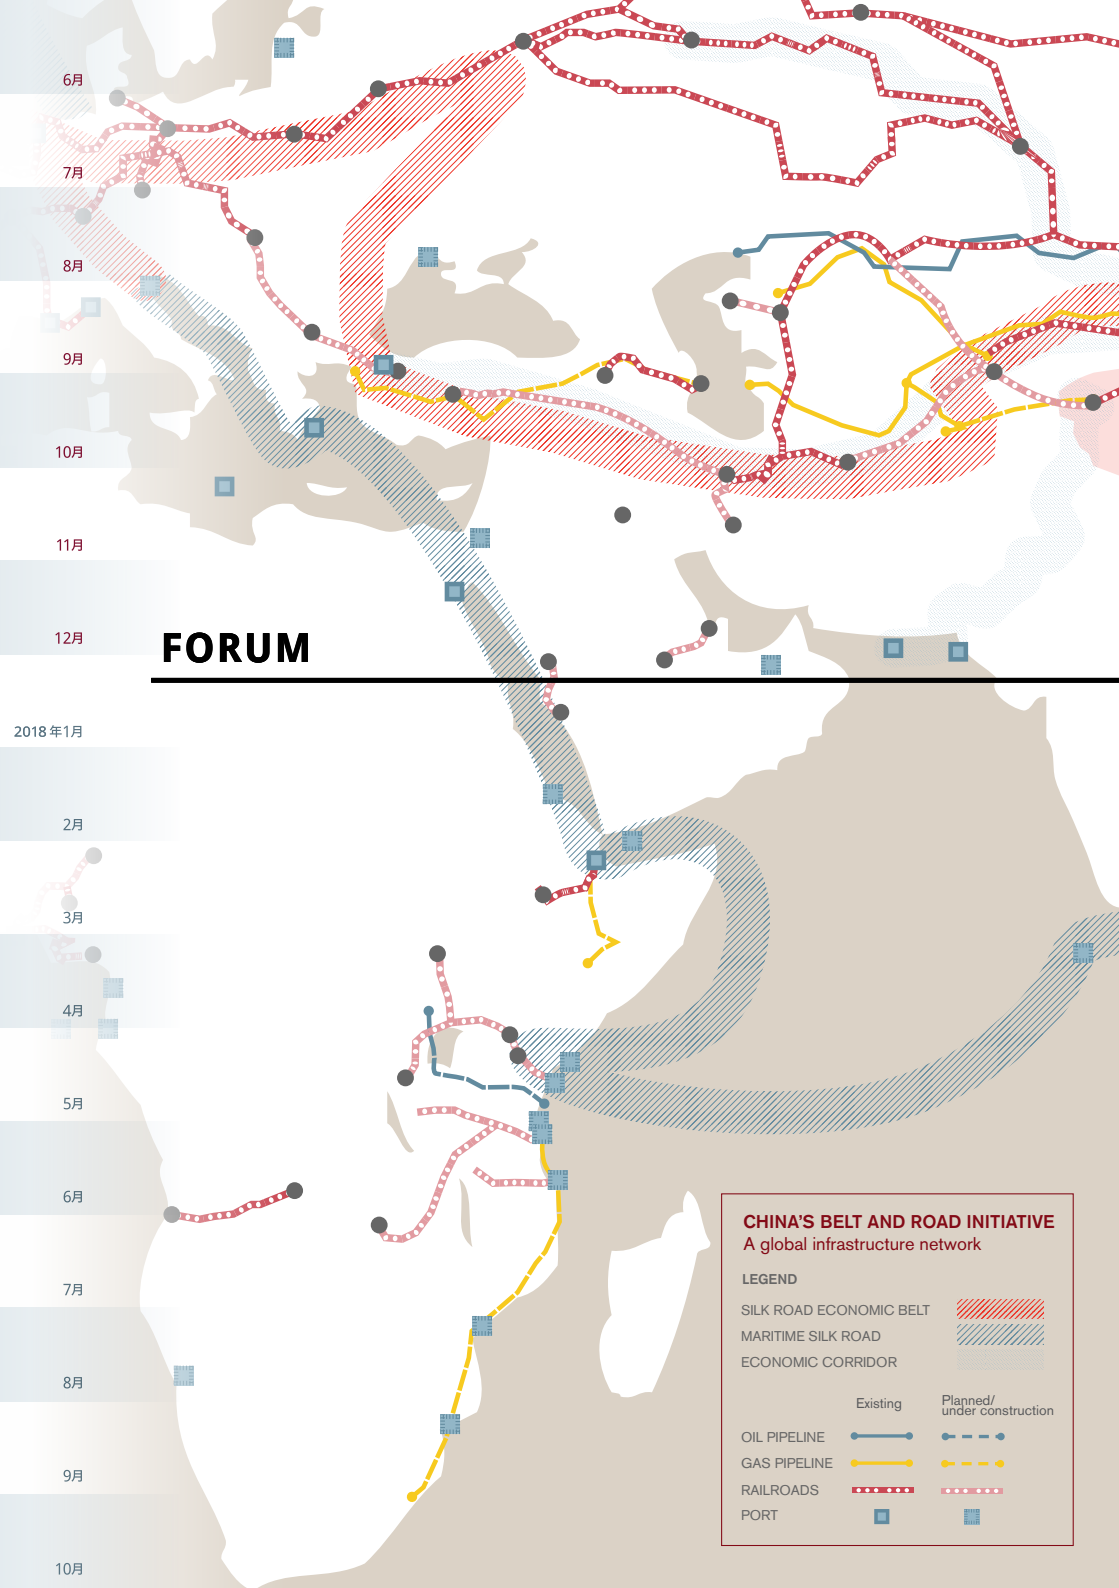 6月
7月
8月
9月
10月
11月
12月
FORUM
2018 年1月
2月
3月
4月
5月
6月
7月
8月
9月
10月
CHINA'S BELT AND ROAD INITIATIVE
A global infrastructure network
LEGEND
SILK ROAD ECONOMIC BELT
MARITIME SILK ROAD
ECONOMIC CORRIDOR
Existing
Planned/
under construction
OIL PIPELINE
GAS PIPELINE
RAILROADS
PORT